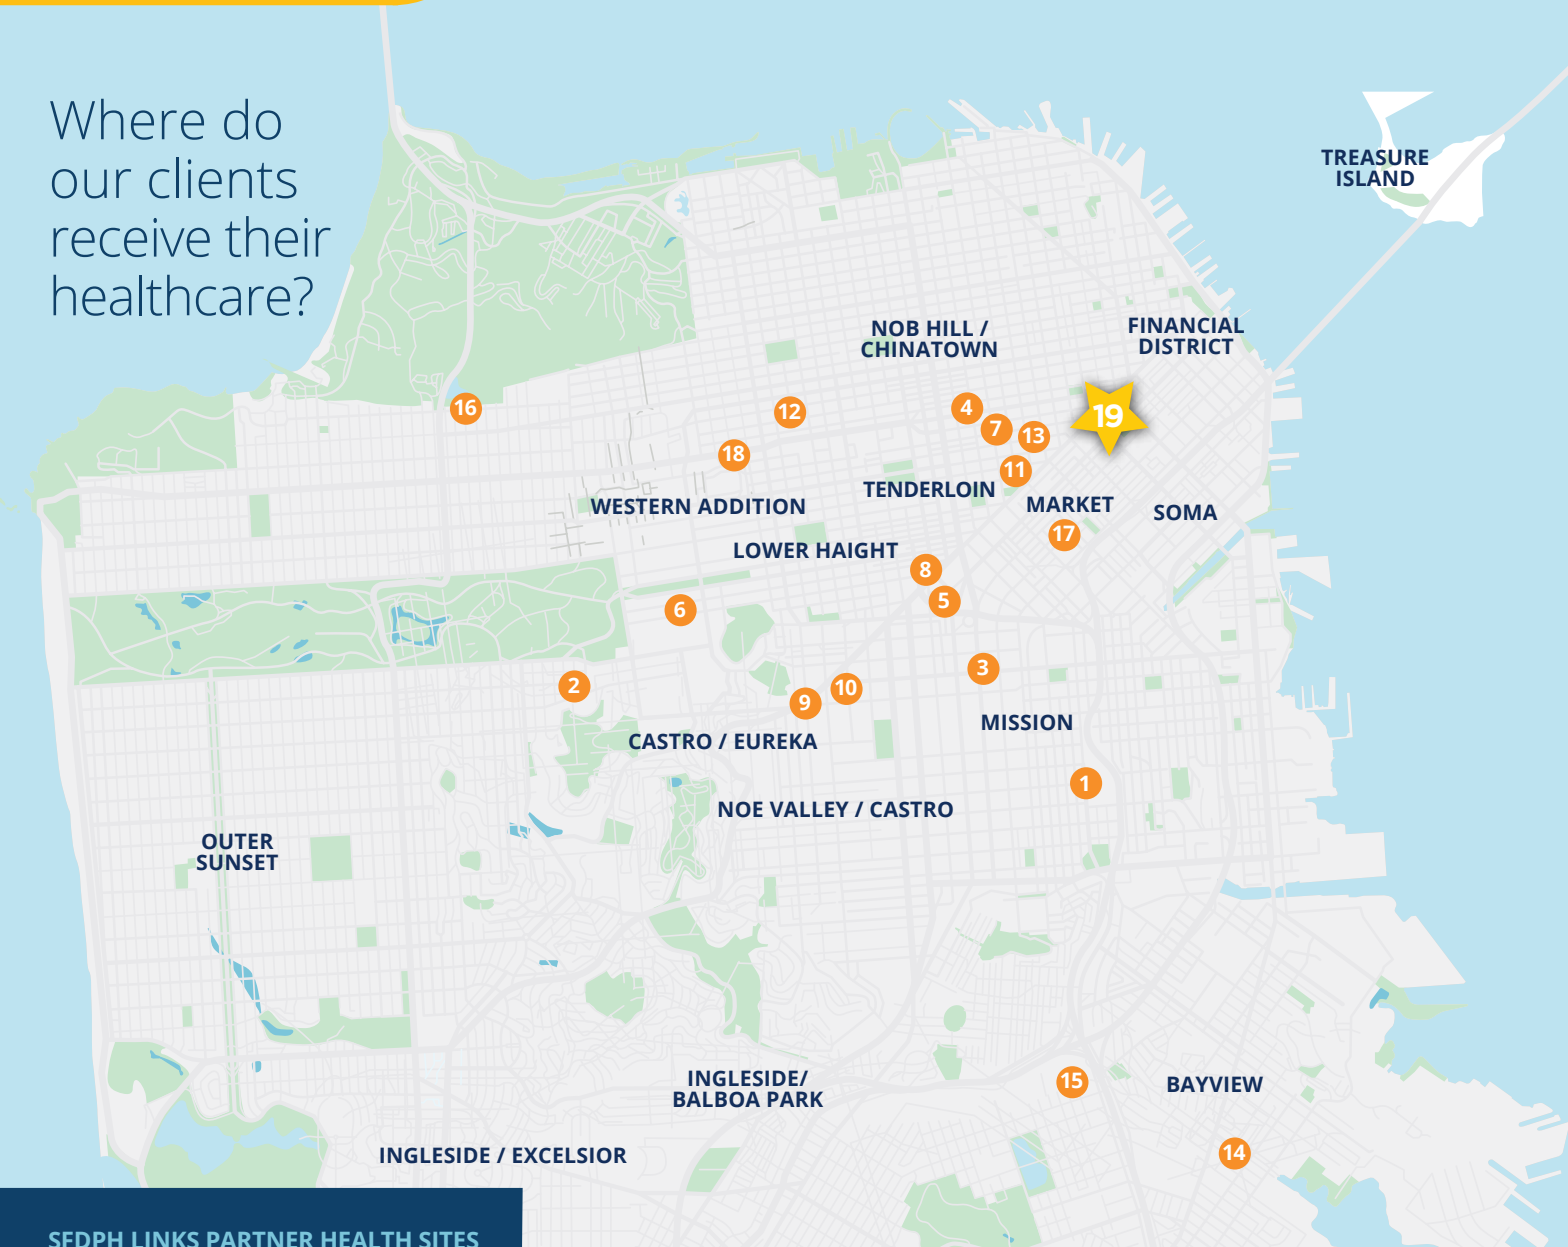 Where do
our clients
receive their
healthcare?
TREASURE
ISLAND
NOB HILL /
CHINATOWN
FINANCIAL
DISTRICT
16
12
4
19
7
13
18
11
TENDERLOIN
WESTERN ADDITION
MARKET
SOMA
17
LOWER HAIGHT
8
5
6
3
2
10
9
MISSION
CASTRO / EUREKA
1
NOE VALLEY / CASTRO
OUTER
SUNSET
INGLESIDE/
BALBOA PARK
15
BAYVIEW
INGLESIDE / EXCELSIOR
14
SFDPH LINKS PARTNER HEALTH SITES